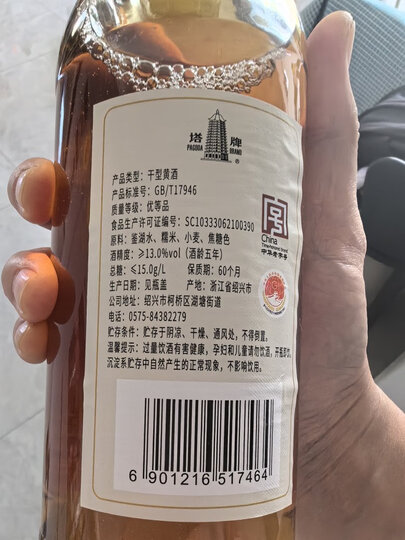 塔牌
PAGODA BRAND
®
产品类型：干型黄酒
产品标准号：GB/T17946
质量等级：优等品
食品生产许可证编号：SC10333062100390
原料：鉴湖水、糯米、小麦、焦糖色
酒精度：≥13.0%vol（酒龄五年）
总糖：≤15.0g/L 保质期：60个月
生产日期：见瓶盖 产地：浙江省绍兴市
公司地址：绍兴市柯桥区湖塘街道
电话：0575-84382279
贮存条件：贮存于阴凉、干燥、通风处，不得倒置。
温馨提示：过量饮酒有害健康，孕妇和儿童请勿饮酒，开瓶即饮，
沉淀系贮存中自然产生的正常现象，不影响饮用。
China
Time-honored Brand
中华老字号
6 901216 517464